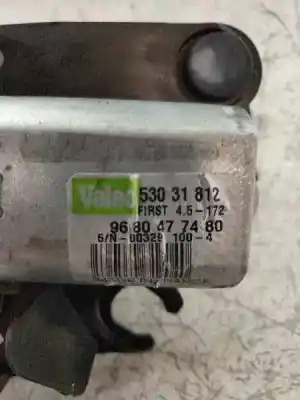 Valeo 530 31 812
FIRST 4.5-172
96 80 47 74 80
S/N-00329 100-4